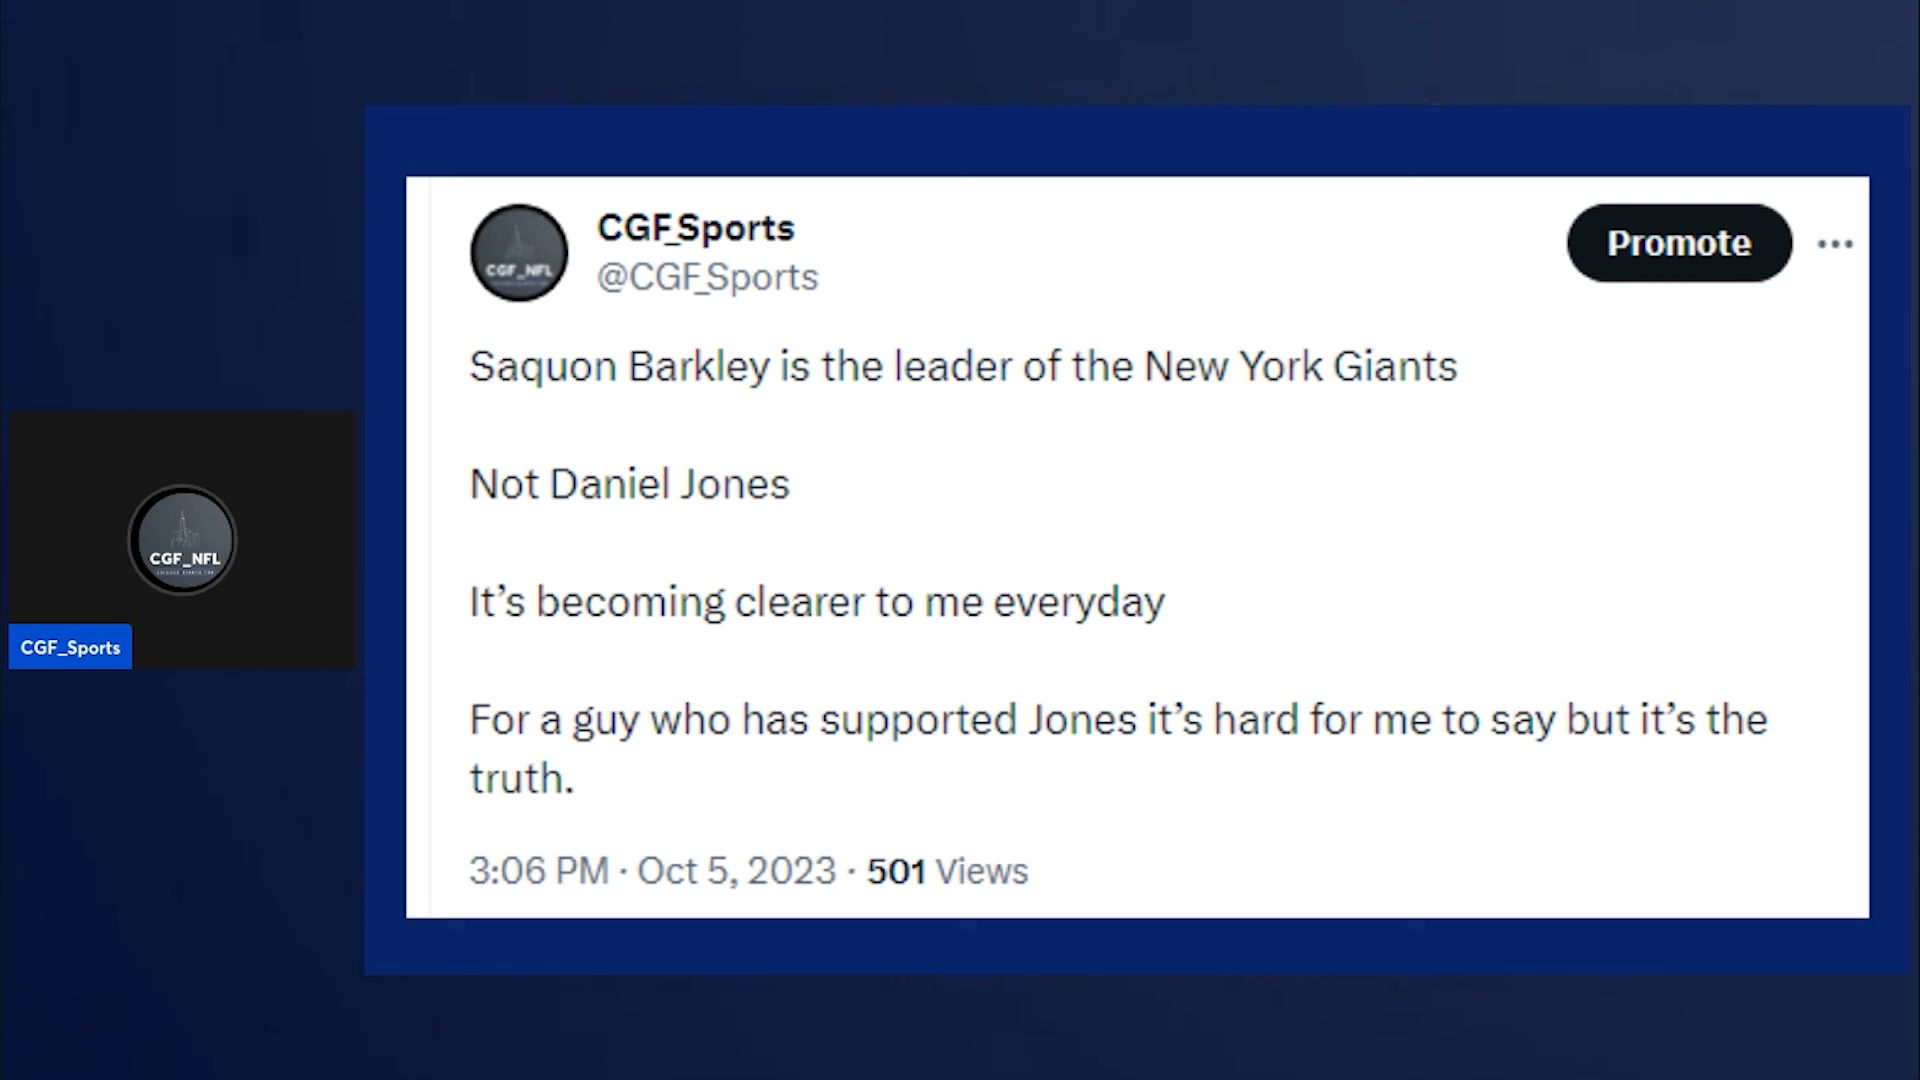 CGF_Sports
@CGF_Sports
Promote
CGF_NFL
Saquon Barkley is the leader of the New York Giants
Not Daniel Jones
It's becoming clearer to me everyday
For a guy who has supported Jones it's hard for me to say but it's the
truth.
3:06 PM · Oct 5, 2023 · 501 Views
CGF_NFL
CGF_Sports